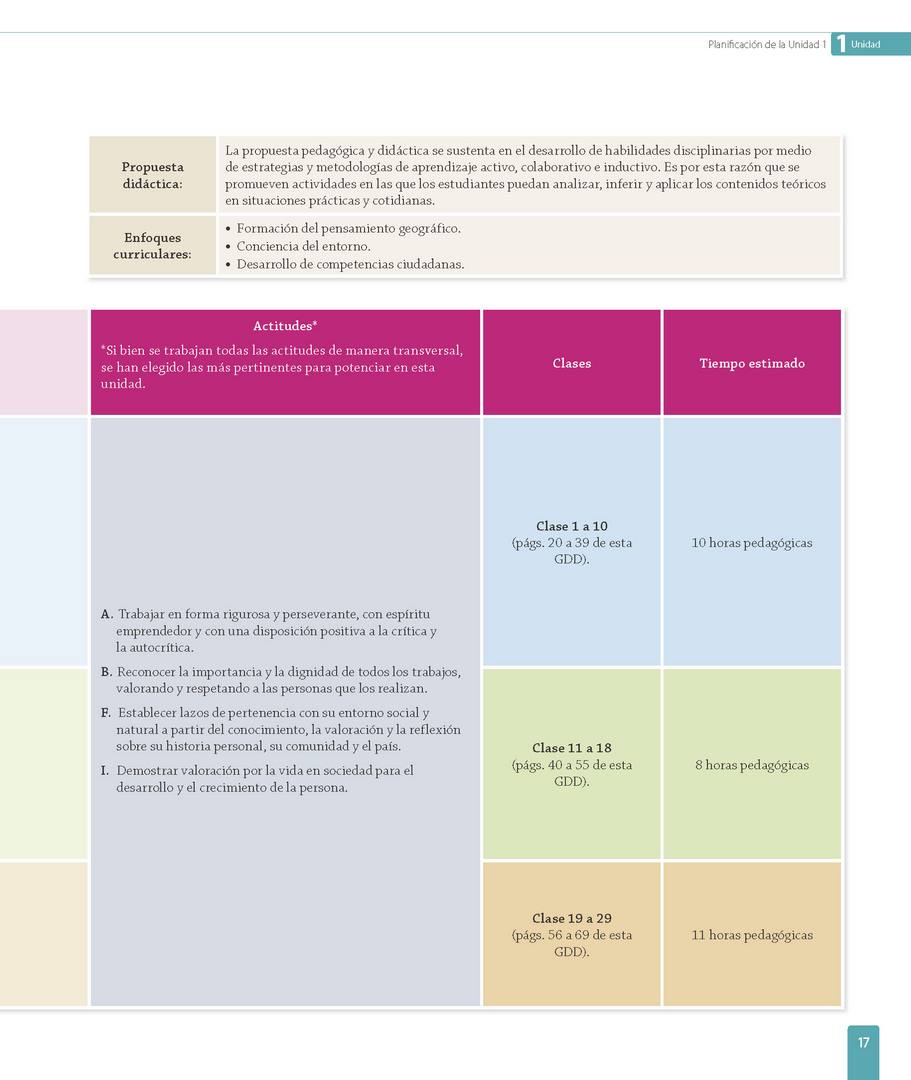 Planificación de la Unidad 1
1 Unidad
Propuesta
didáctica:
La propuesta pedagógica y didáctica se sustenta en el desarrollo de habilidades disciplinarias por medio
de estrategias y metodologías de aprendizaje activo, colaborativo e inductivo. Es por esta razón que se
promueven actividades en las que los estudiantes puedan analizar, inferir y aplicar los contenidos teóricos
en situaciones prácticas y cotidianas.
Enfoques
curriculares:
• Formación del pensamiento geográfico.
• Conciencia del entorno.
• Desarrollo de competencias ciudadanas.
Actitudes*
*Si bien se trabajan todas las actitudes de manera transversal,
se han elegido las más pertinentes para potenciar en esta
unidad.
Clases
Tiempo estimado
A. Trabajar en forma rigurosa y perseverante, con espíritu
emprendedor y con una disposición positiva a la crítica y
la autocrítica.
B. Reconocer la importancia y la dignidad de todos los trabajos,
valorando y respetando a las personas que los realizan.
F. Establecer lazos de pertenencia con su entorno social y
natural a partir del conocimiento, la valoración y la reflexión
sobre su historia personal, su comunidad y el país.
I. Demostrar valoración por la vida en sociedad para el
desarrollo y el crecimiento de la persona.
Clase 1 a 10
(págs. 20 a 39 de esta
GDD).
10 horas pedagógicas
Clase 11 a 18
(págs. 40 a 55 de esta
GDD).
8 horas pedagógicas
Clase 19 a 29
(págs. 56 a 69 de esta
GDD).
11 horas pedagógicas
17